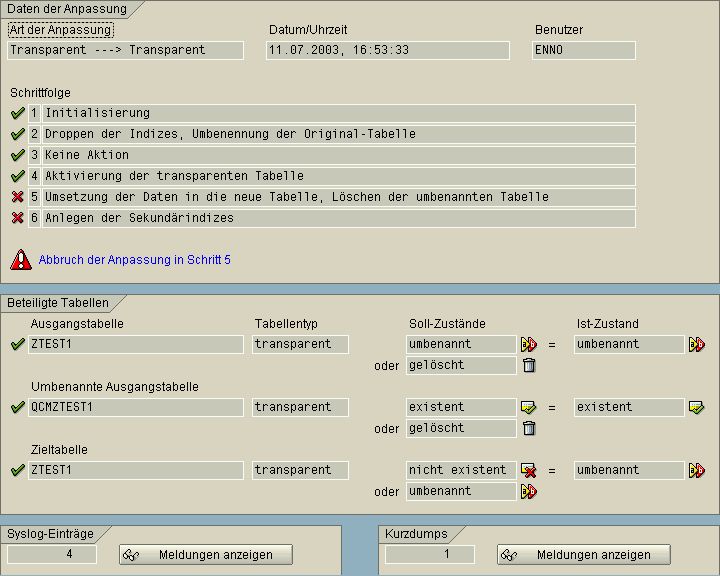 Daten der Anpassung
Art der Anpassung Datum/Uhrzeit Benutzer
Transparent ---> Transparent 11.07.2003, 16:53:33 ENNO
Schrittfolge
1 Initialisierung
2 Droppen der Indizes, Umbenennung der Original-Tabelle
3 Keine Aktion
4 Aktivierung der transparenten Tabelle
5 Umsetzung der Daten in die neue Tabelle, Löschen der umbenannten Tabelle
6 Anlegen der Sekundärindizes
Abbruch der Anpassung in Schritt 5
Beteiligte Tabellen
Ausgangstabelle Tabellentyp Soll-Zustände Ist-Zustand
ZTEST1 transparent umbenannt = umbenannt
oder gelöscht
Umbenannte Ausgangstabelle
QCMZTEST1 transparent existent = existent
oder gelöscht
Zieltabelle
ZTEST1 transparent nicht existent = umbenannt
oder umbenannt
Syslog-Einträge Kurzdumps
4 Meldungen anzeigen 1 Meldungen anzeigen